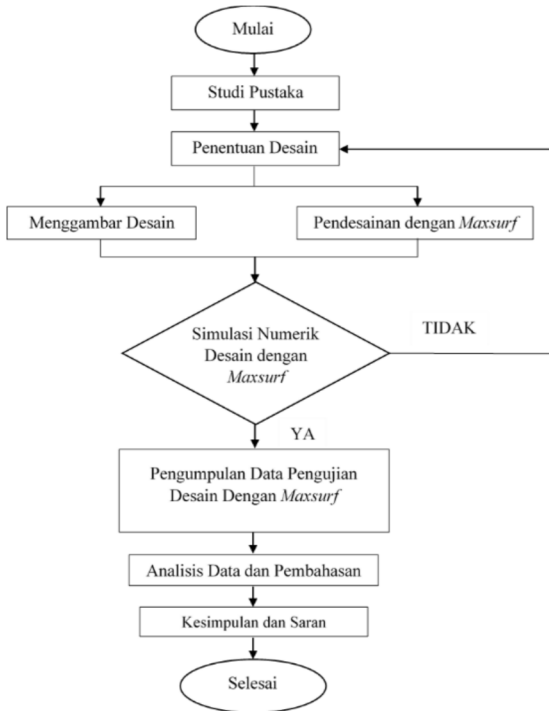 Mulai
Studi Pustaka
Penentuan Desain
Menggambar Desain
Pendesainan dengan Maxsurf
Simulasi Numerik
Desain dengan
Maxsurf
TIDAK
YA
Pengumpulan Data Pengujian
Desain Dengan Maxsurf
Analisis Data dan Pembahasan
Kesimpulan dan Saran
Selesai